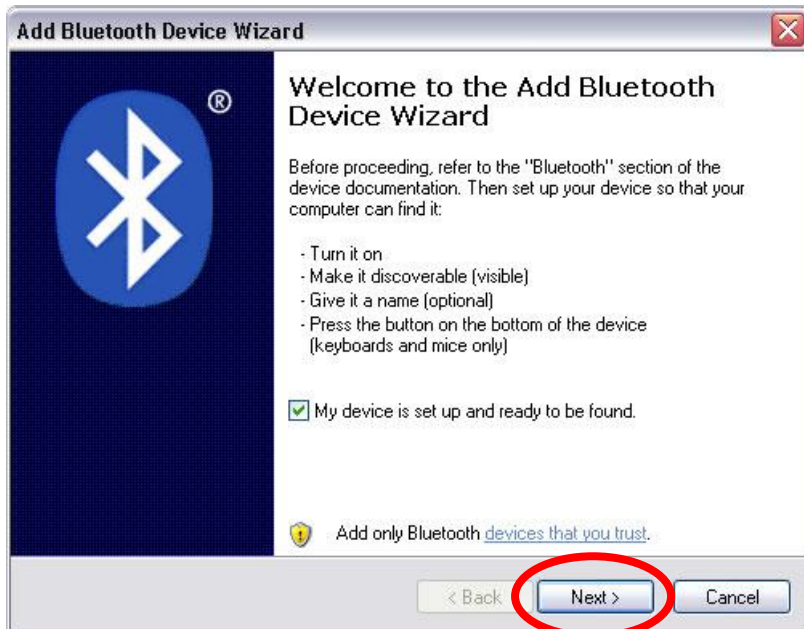 Add Bluetooth Device Wizard
®
Welcome to the Add Bluetooth
Device Wizard
Before proceeding, refer to the "Bluetooth" section of the
device documentation. Then set up your device so that your
computer can find it:
- Turn it on
- Make it discoverable (visible)
- Give it a name (optional)
- Press the button on the bottom of the device
(keyboards and mice only)
My device is set up and ready to be found.
Add only Bluetooth devices that you trust.
< Back Next > Cancel